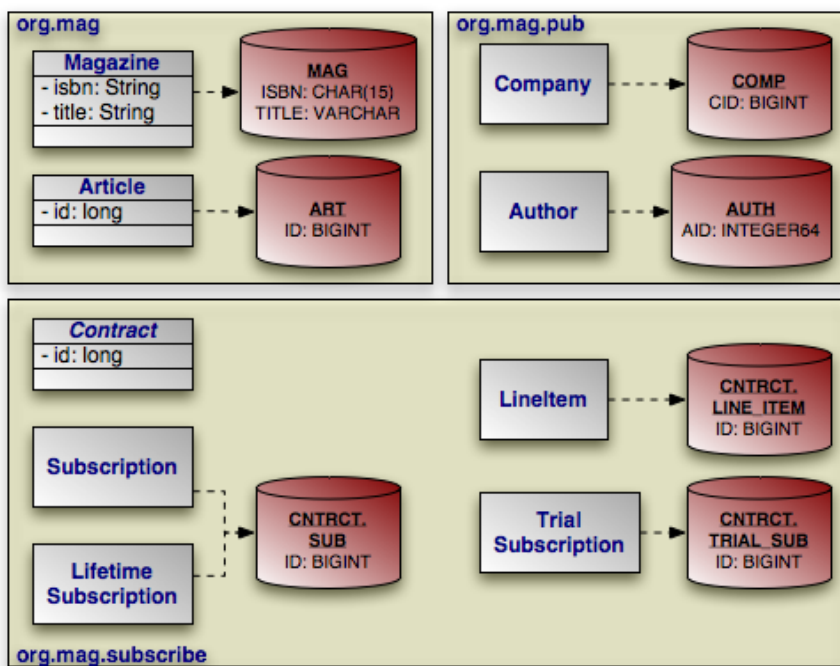 org.mag
Magazine
- isbn: String
- title: String
MAG
ISBN: CHAR(15)
TITLE: VARCHAR
Article
- id: long
ART
ID: BIGINT
org.mag.pub
Company
COMP
CID: BIGINT
Author
AUTH
AID: INTEGER64
Contract
- id: long
Subscription
Lifetime
Subscription
CNTRCT.
SUB
ID: BIGINT
LineItem
CNTRCT.
LINE_ITEM
ID: BIGINT
Trial
Subscription
CNTRCT.
TRIAL_SUB
ID: BIGINT
org.mag.subscribe